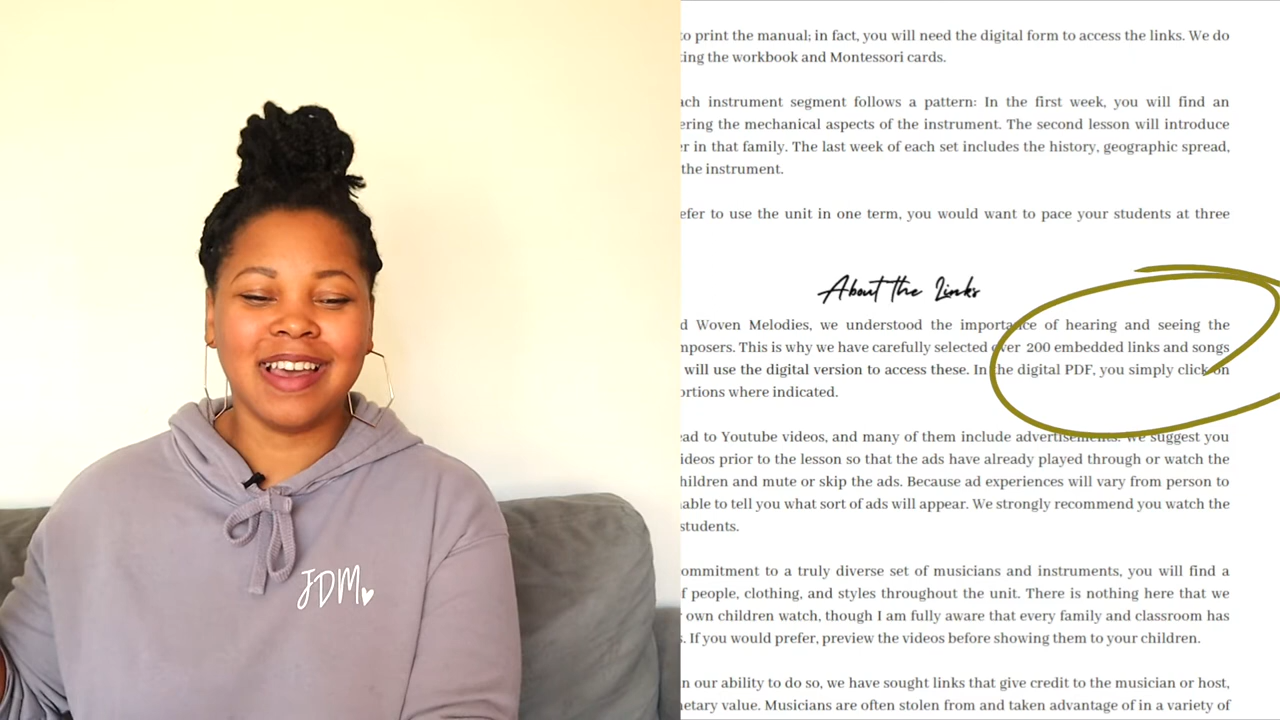 JDM
to print the manual; in fact, you will need the digital form to access the links. We do
ing the workbook and Montessori cards.
ach instrument segment follows a pattern: In the first week, you will find an
ering the mechanical aspects of the instrument. The second lesson will introduce
er in that family. The last week of each set includes the history, geographic spread,
the instrument.
efer to use the unit in one term, you would want to pace your students at three
About the Links
d Woven Melodies, we understood the importance of hearing and seeing the
mposers. This is why we have carefully selected over 200 embedded links and songs
will use the digital version to access these. In the digital PDF, you simply click on
ortions where indicated.
ead to Youtube videos, and many of them include advertisements. We suggest you
ideos prior to the lesson so that the ads have already played through or watch the
hildren and mute or skip the ads. Because ad experiences will vary from person to
nable to tell you what sort of ads will appear. We strongly recommend you watch the
students.
ommitment to a truly diverse set of musicians and instruments, you will find a
f people, clothing, and styles throughout the unit. There is nothing here that we
own children watch, though I am fully aware that every family and classroom has
s. If you would prefer, preview the videos before showing them to your children.
n our ability to do so, we have sought links that give credit to the musician or host,
netary value. Musicians are often stolen from and taken advantage of in a variety of